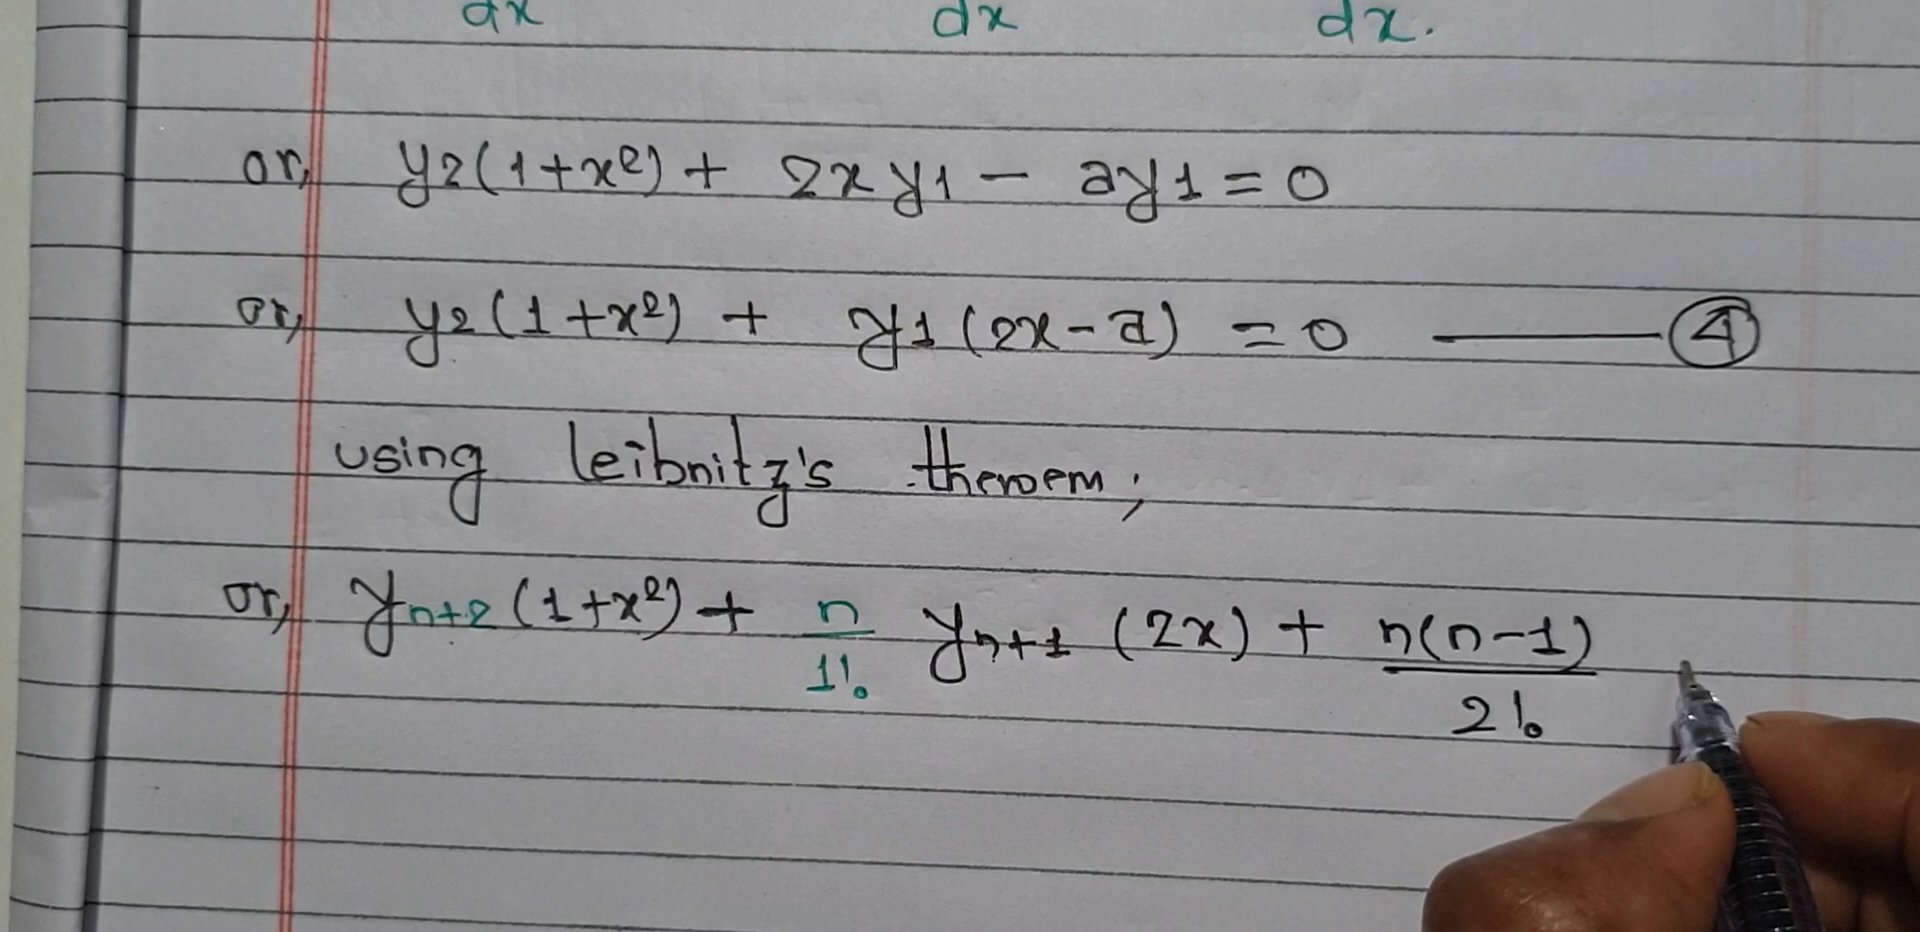 dx dx dx.
or, y2(1+x²) + 2xy1 − ay1 = 0
or, y2(1+x²) + y1(2x−a) = 0 —— ④
using leibnitz's theroem;
or, yn+2(1+x²) + n/1! yn+1 (2x) + n(n−1)/2!